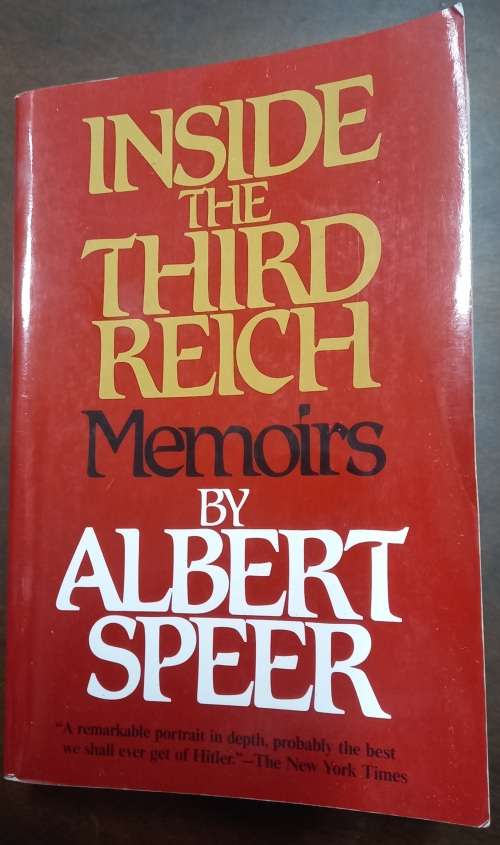 INSIDE
THE
THIRD
REICH
Memoirs
BY
ALBERT
SPEER
"A remarkable portrait in depth, probably the best
we shall ever get of Hitler."—The New York Times